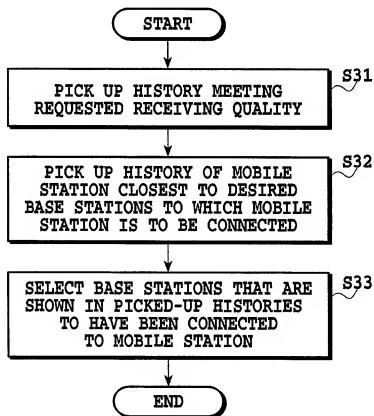 START
S31
PICK UP HISTORY MEETING
REQUESTED RECEIVING QUALITY
S32
PICK UP HISTORY OF MOBILE
STATION CLOSEST TO DESIRED
BASE STATIONS TO WHICH MOBILE
STATION IS TO BE CONNECTED
S33
SELECT BASE STATIONS THAT ARE
SHOWN IN PICKED-UP HISTORIES
TO HAVE BEEN CONNECTED
TO MOBILE STATION
END